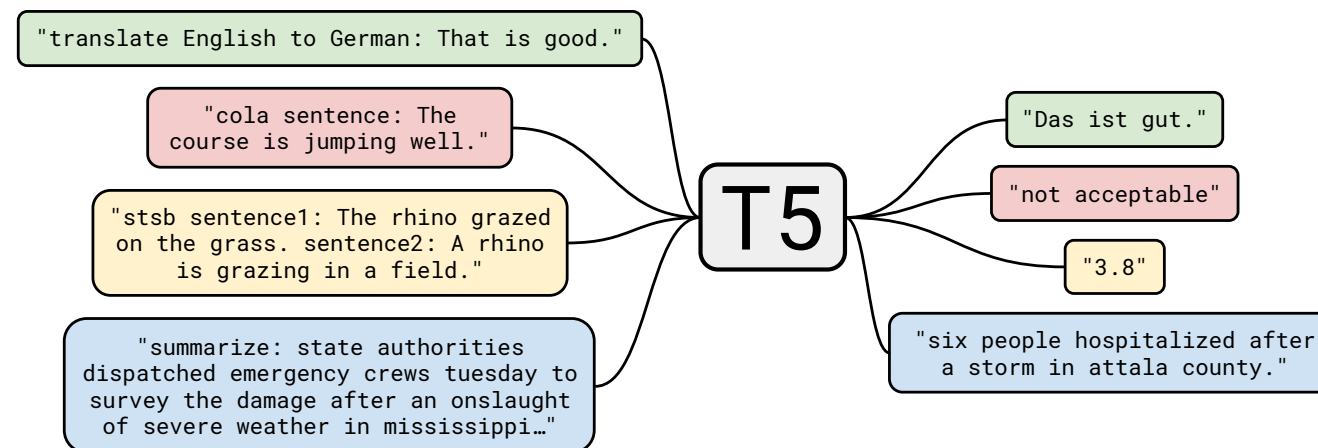 "translate English to German: That is good."
"cola sentence: The
course is jumping well."
"stsb sentence1: The rhino grazed
on the grass. sentence2: A rhino
is grazing in a field."
"summarize: state authorities
dispatched emergency crews tuesday to
survey the damage after an onslaught
of severe weather in mississippi…"
T5
"Das ist gut."
"not acceptable"
"3.8"
"six people hospitalized after
a storm in attala county."